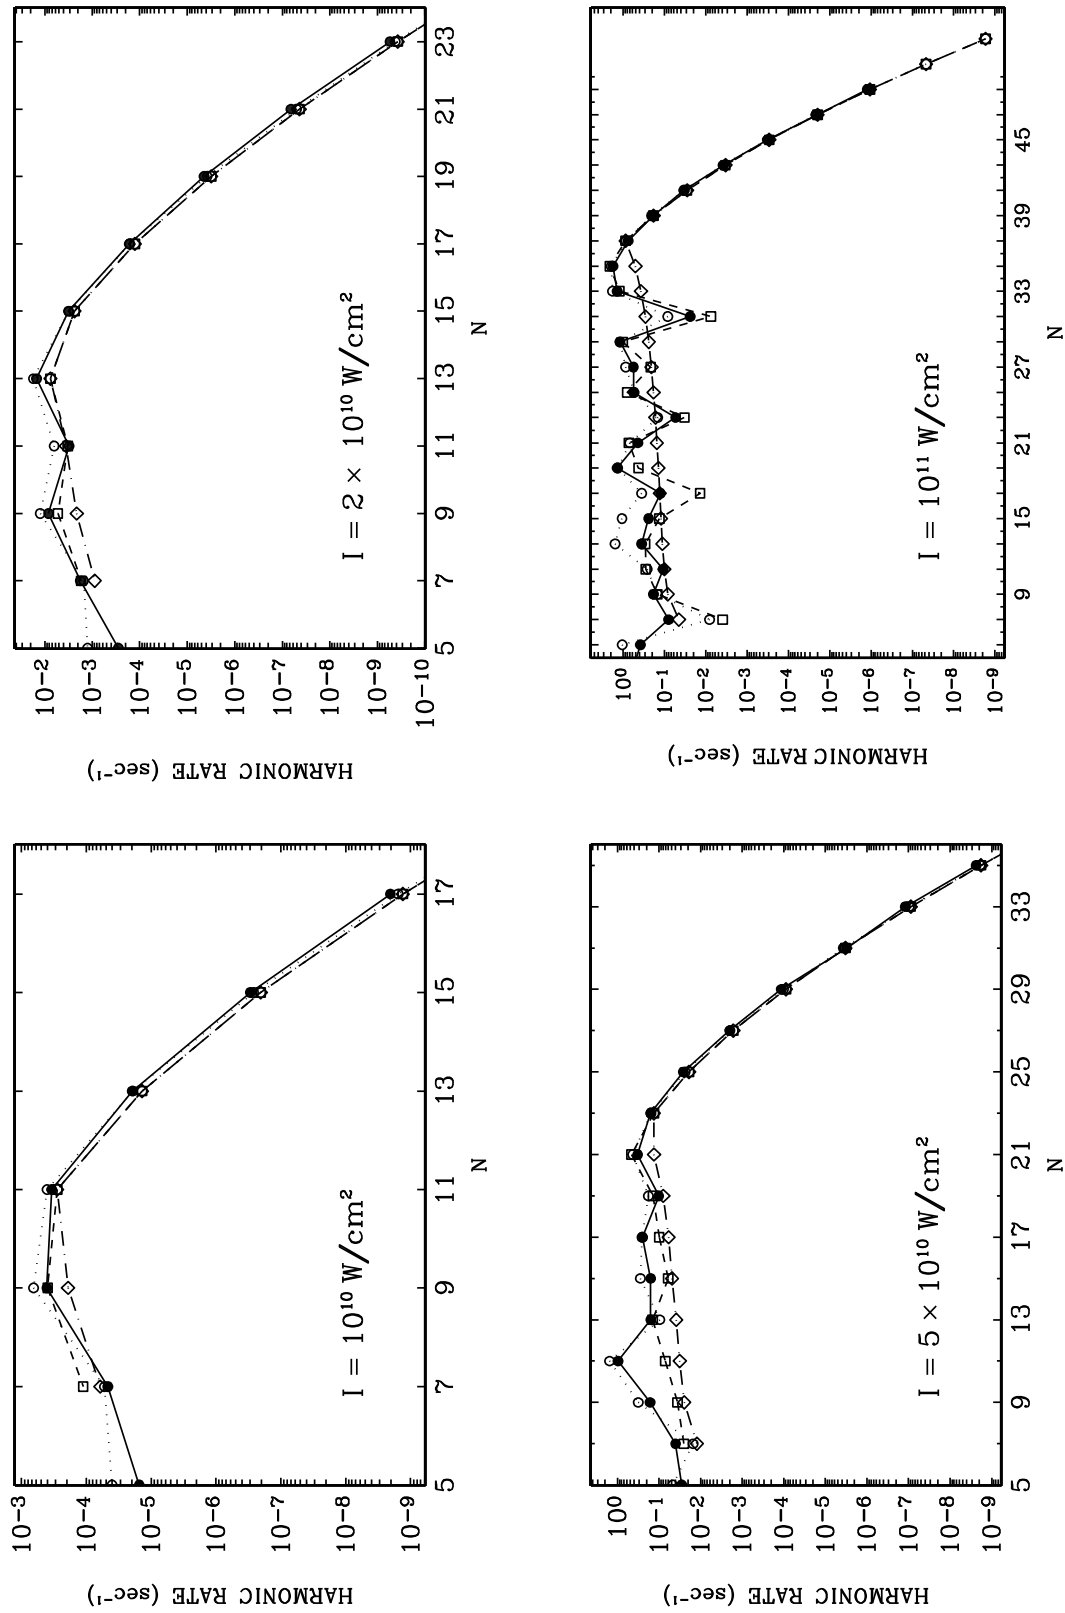 HARMONIC RATE (sec⁻¹)
10⁻³ 10⁻⁴ 10⁻⁵ 10⁻⁶ 10⁻⁷ 10⁻⁸ 10⁻⁹
I = 10¹⁰ W/cm²
5 7 9 11 13 15 17
N
HARMONIC RATE (sec⁻¹)
10⁻² 10⁻³ 10⁻⁴ 10⁻⁵ 10⁻⁶ 10⁻⁷ 10⁻⁸ 10⁻⁹ 10⁻¹⁰
I = 2 × 10¹⁰ W/cm²
5 7 9 11 13 15 17 19 21 23
N
HARMONIC RATE (sec⁻¹)
10⁰ 10⁻¹ 10⁻² 10⁻³ 10⁻⁴ 10⁻⁵ 10⁻⁶ 10⁻⁷ 10⁻⁸ 10⁻⁹
I = 5 × 10¹⁰ W/cm²
5 9 13 17 21 25 29 33
N
HARMONIC RATE (sec⁻¹)
10⁰ 10⁻¹ 10⁻² 10⁻³ 10⁻⁴ 10⁻⁵ 10⁻⁶ 10⁻⁷ 10⁻⁸ 10⁻⁹
I = 10¹¹ W/cm²
9 15 21 27 33 39 45
N